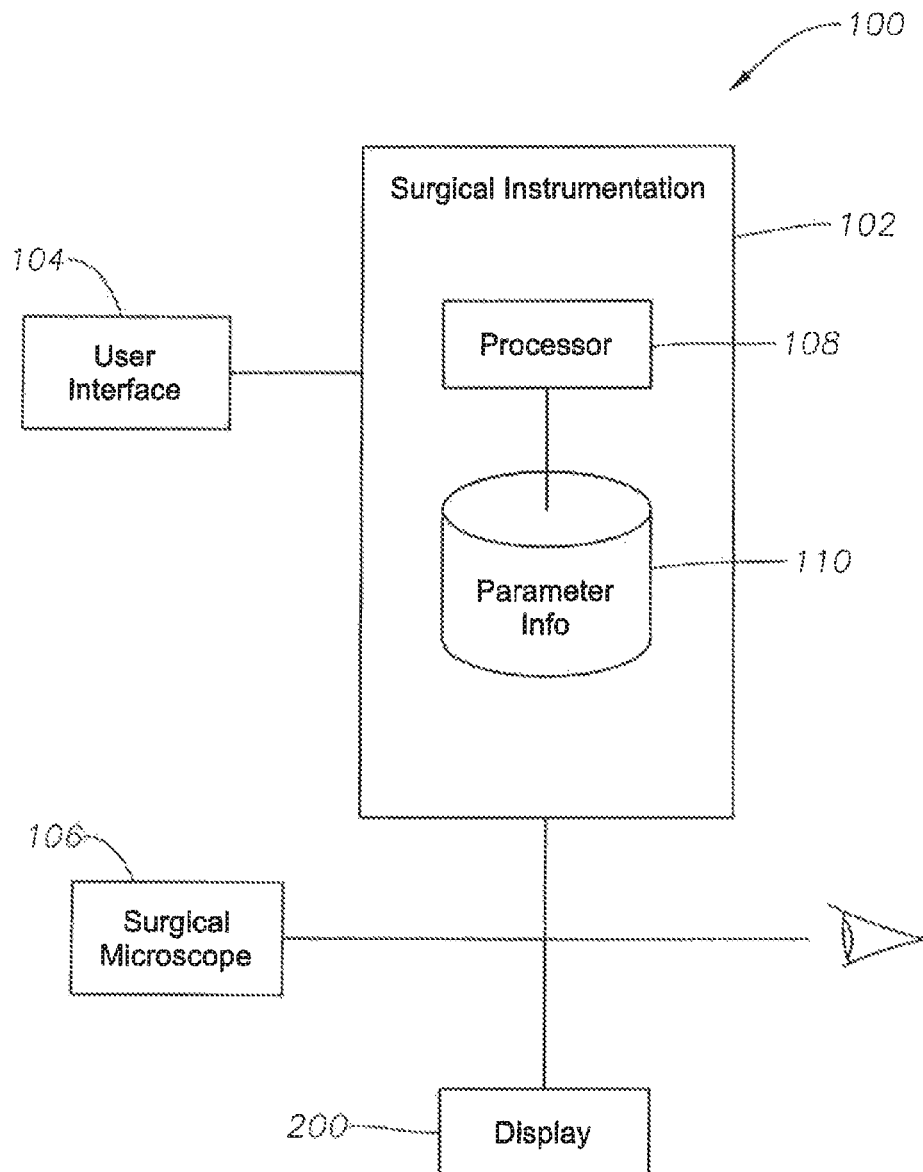 100
Surgical Instrumentation
102
104
User
Interface
Processor
108
110
Parameter
Info
106
Surgical
Microscope
200
Display